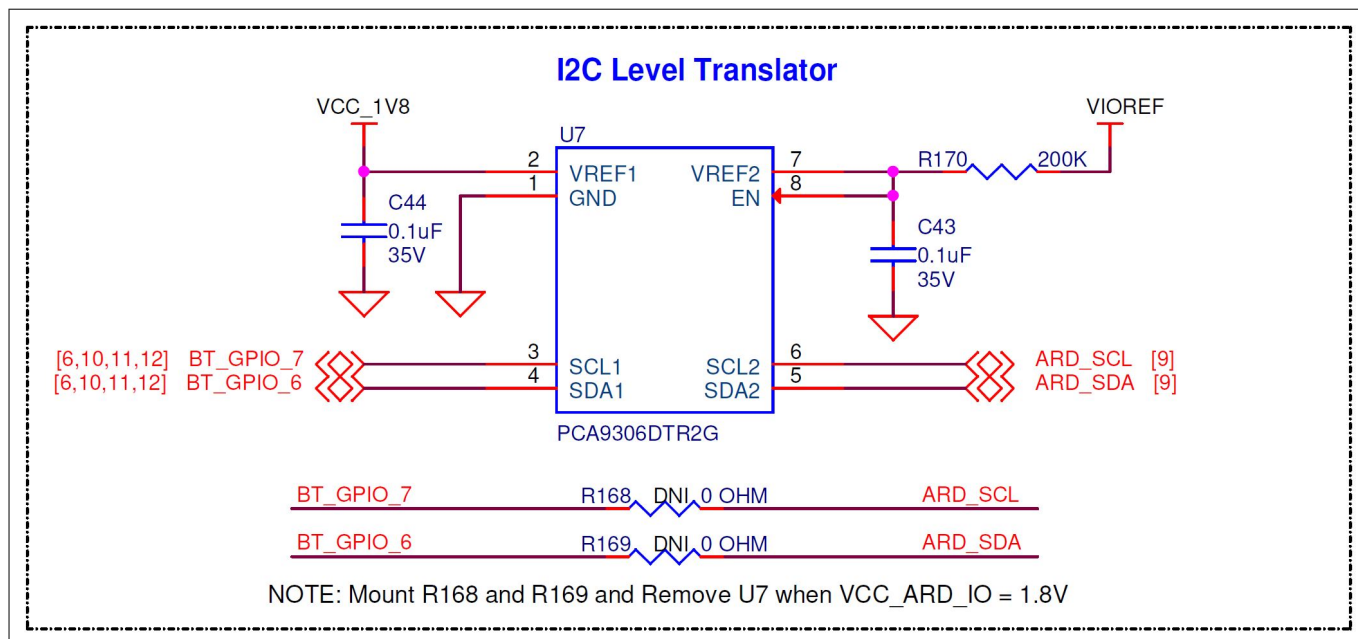 I2C Level Translator
VCC_1V8
VIOREF
U7
2
VREF1
VREF2
7
R170
200K
1
GND
EN
8
C44
0.1uF
35V
C43
0.1uF
35V
[6,10,11,12] BT_GPIO_7
3
SCL1
SCL2
6
ARD_SCL [9]
[6,10,11,12] BT_GPIO_6
4
SDA1
SDA2
5
ARD_SDA [9]
PCA9306DTR2G
BT_GPIO_7
R168 DNI 0 OHM
ARD_SCL
BT_GPIO_6
R169 DNI 0 OHM
ARD_SDA
NOTE: Mount R168 and R169 and Remove U7 when VCC_ARD_IO = 1.8V